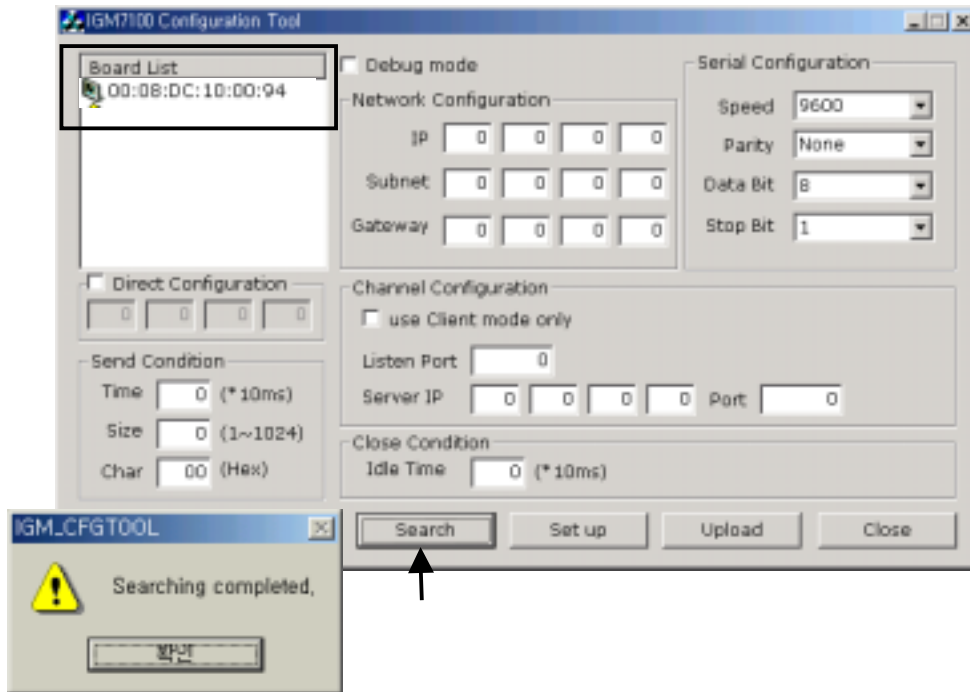 IGM7100 Configuration Tool
Board List
00:08:DC:10:00:94
Debug mode
Network Configuration
IP 0 0 0 0
Subnet 0 0 0 0
Gateway 0 0 0 0
Serial Configuration
Speed 9600
Parity None
Data Bit 8
Stop Bit 1
Direct Configuration
0 0 0 0
Send Condition
Time 0 (*10ms)
Size 0 (1~1024)
Char 00 (Hex)
Channel Configuration
use Client mode only
Listen Port 0
Server IP 0 0 0 0 Port 0
Close Condition
Idle Time 0 (*10ms)
Search Set up Upload Close
IGM_CFGTOOL
Searching completed,
확인